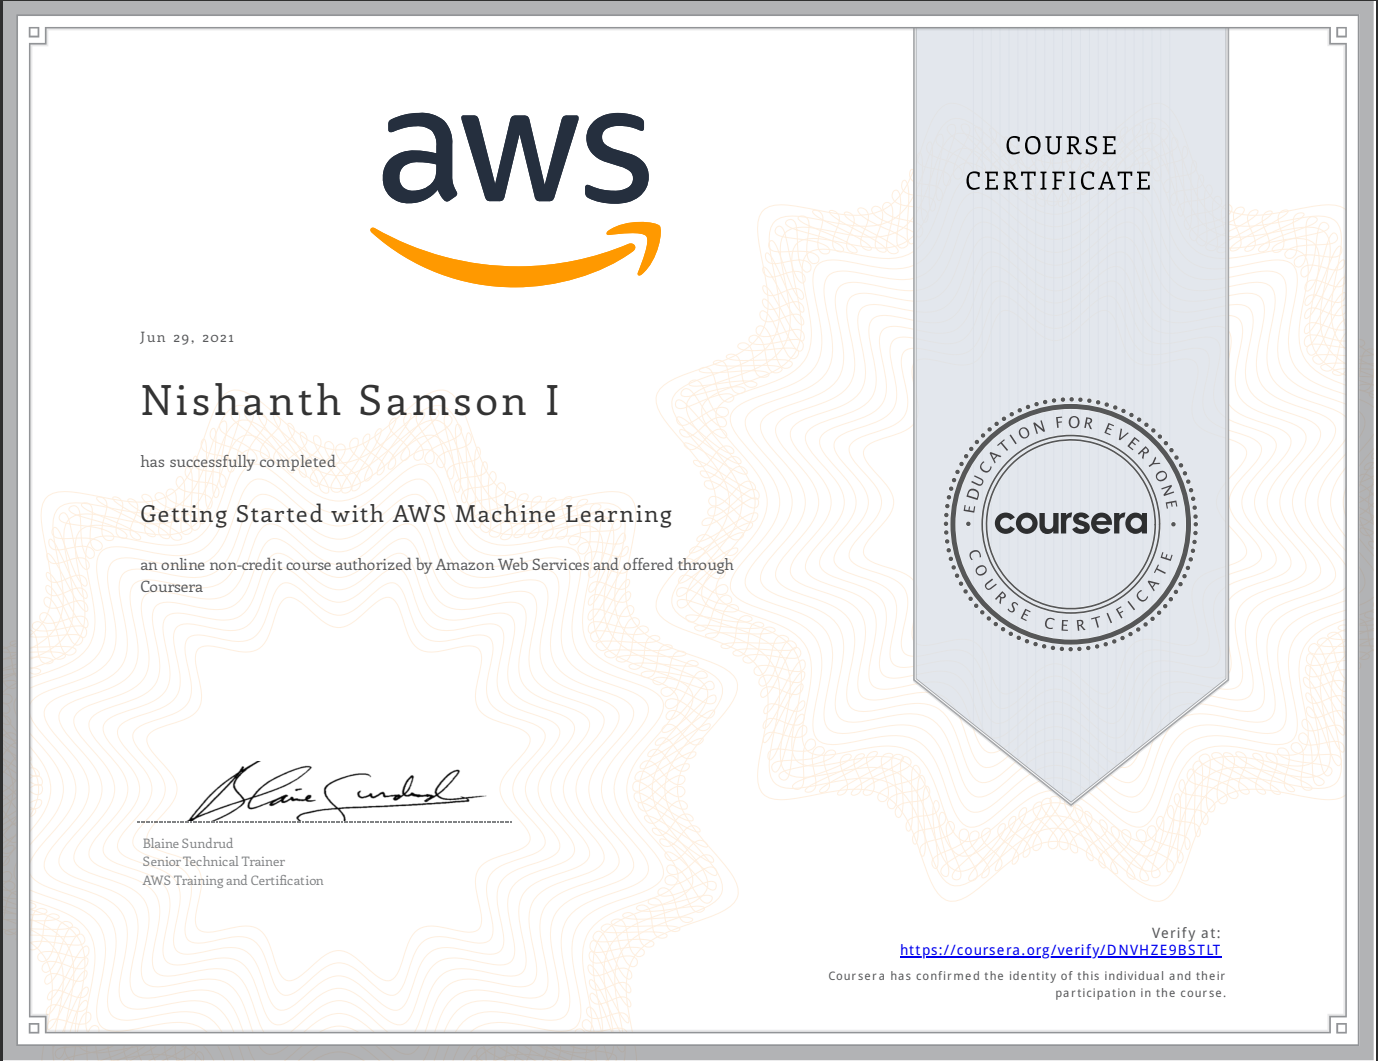 aws
COURSE
CERTIFICATE
Jun 29, 2021
Nishanth Samson I
has successfully completed
Getting Started with AWS Machine Learning
an online non-credit course authorized by Amazon Web Services and offered through
Coursera
EDUCATION FOR EVERYONE
coursera
COURSE CERTIFICATE
Blaine Sundrud
Blaine Sundrud
Senior Technical Trainer
AWS Training and Certification
Verify at:
https://coursera.org/verify/DNVHZE9BSTLT
Coursera has confirmed the identity of this individual and their
participation in the course.